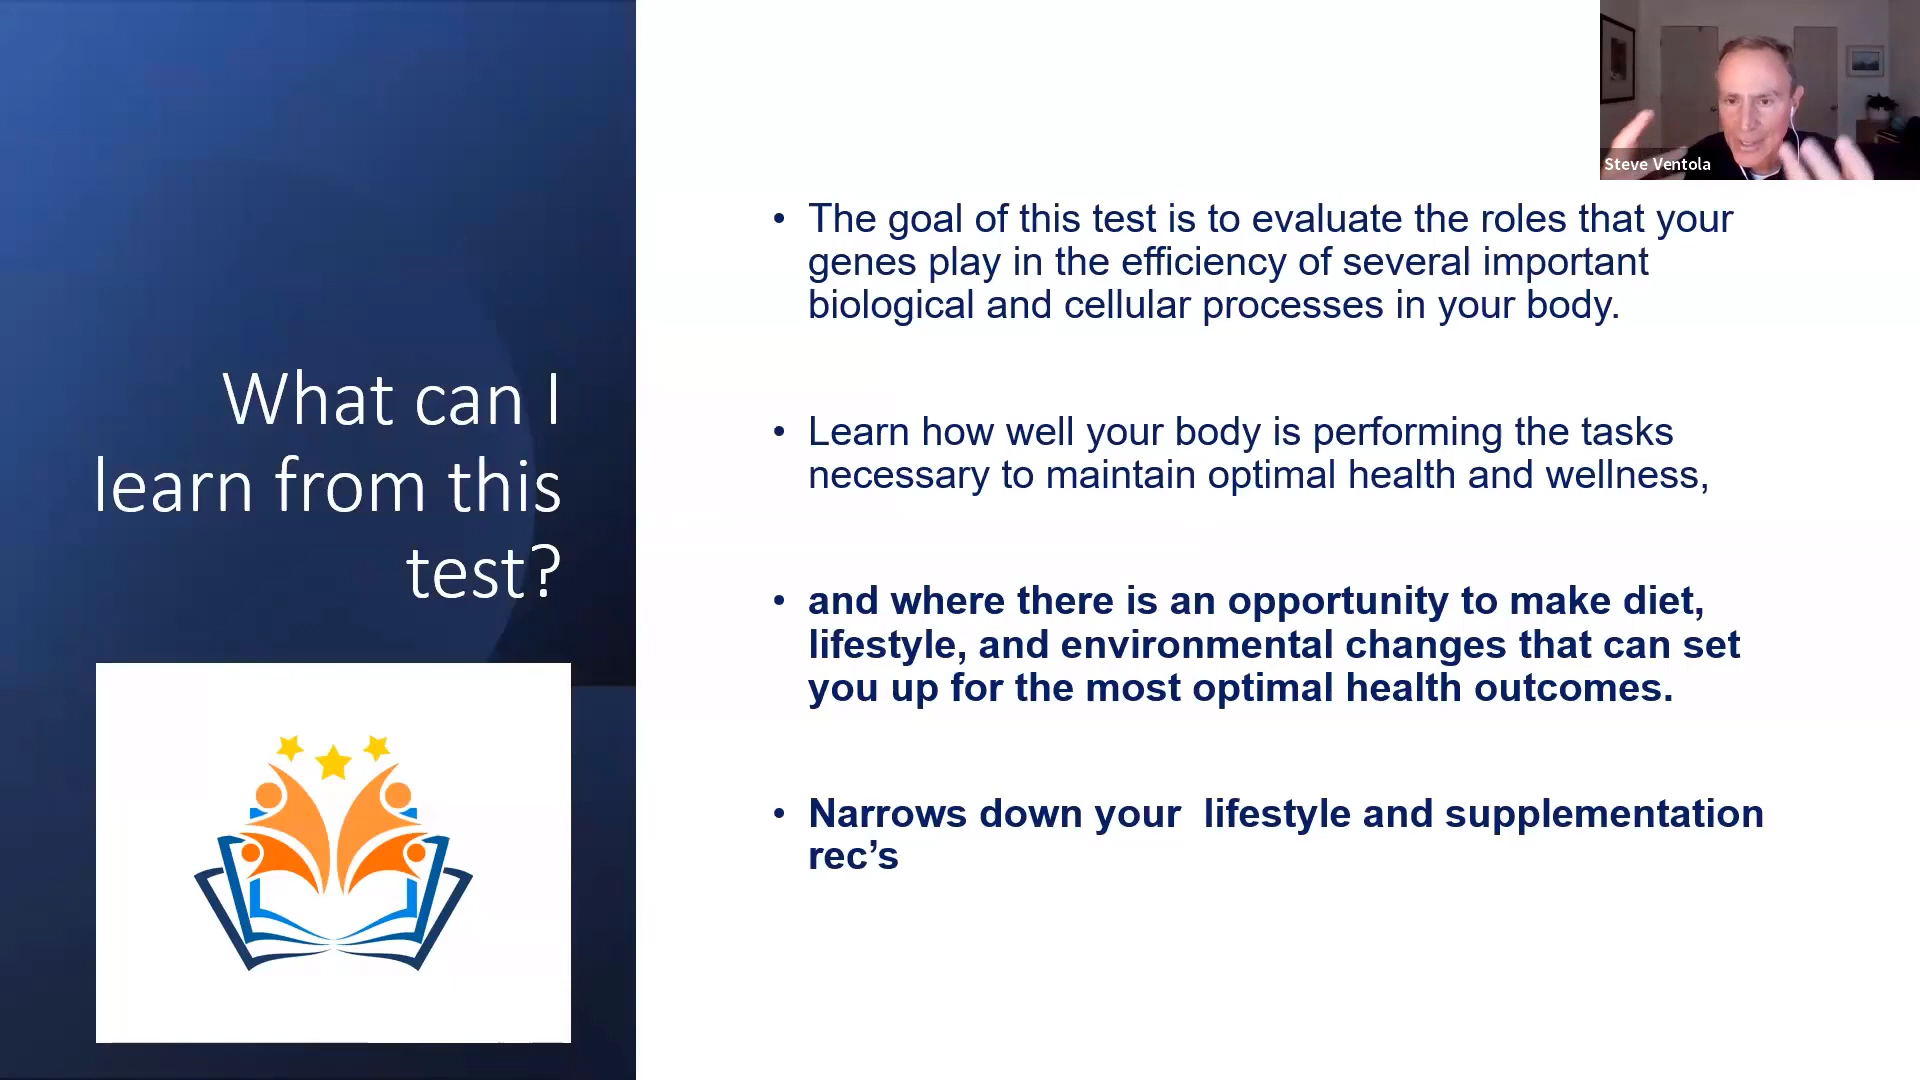 What can I
learn from this
test?
Steve Ventola
• The goal of this test is to evaluate the roles that your
genes play in the efficiency of several important
biological and cellular processes in your body.
• Learn how well your body is performing the tasks
necessary to maintain optimal health and wellness,
• and where there is an opportunity to make diet,
lifestyle, and environmental changes that can set
you up for the most optimal health outcomes.
• Narrows down your  lifestyle and supplementation
rec’s